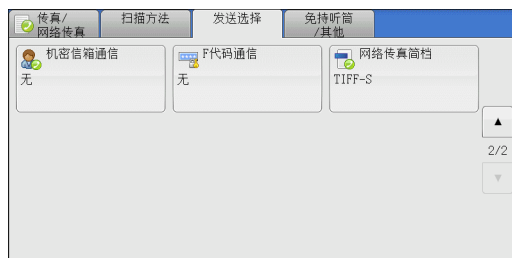 传真/
网络传真
扫描方法
发送选择
免持听筒
/其他
机密信箱通信
无
F代码通信
无
网络传真简档
TIFF-S
2/2